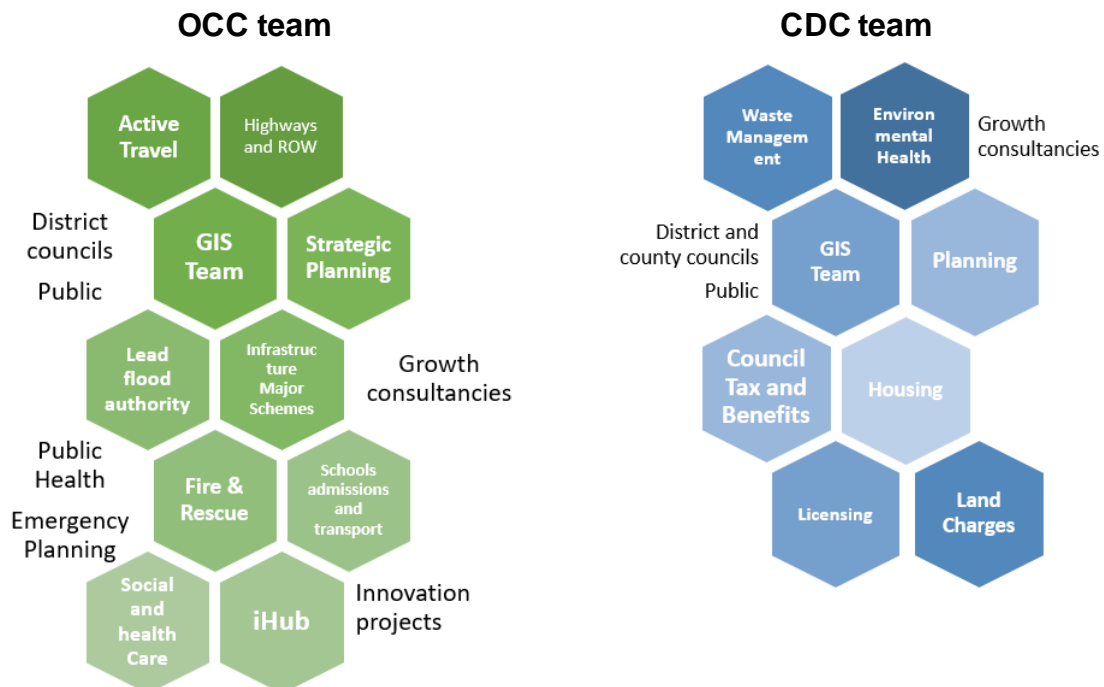 OCC team
Active
Travel
Highways
and ROW
District
councils
Public
GIS
Team
Strategic
Planning
Lead
flood
authority
Infrastruc
ture
Major
Schemes
Growth
consultancies
Public
Health
Emergency
Planning
Fire &
Rescue
Schools
admissions
and
transport
Social
and
health
Care
iHub
Innovation
projects
CDC team
Waste
Managem
ent
Environ
mental
Health
Growth
consultancies
District and
county councils
Public
GIS
Team
Planning
Council
Tax and
Benefits
Housing
Licensing
Land
Charges